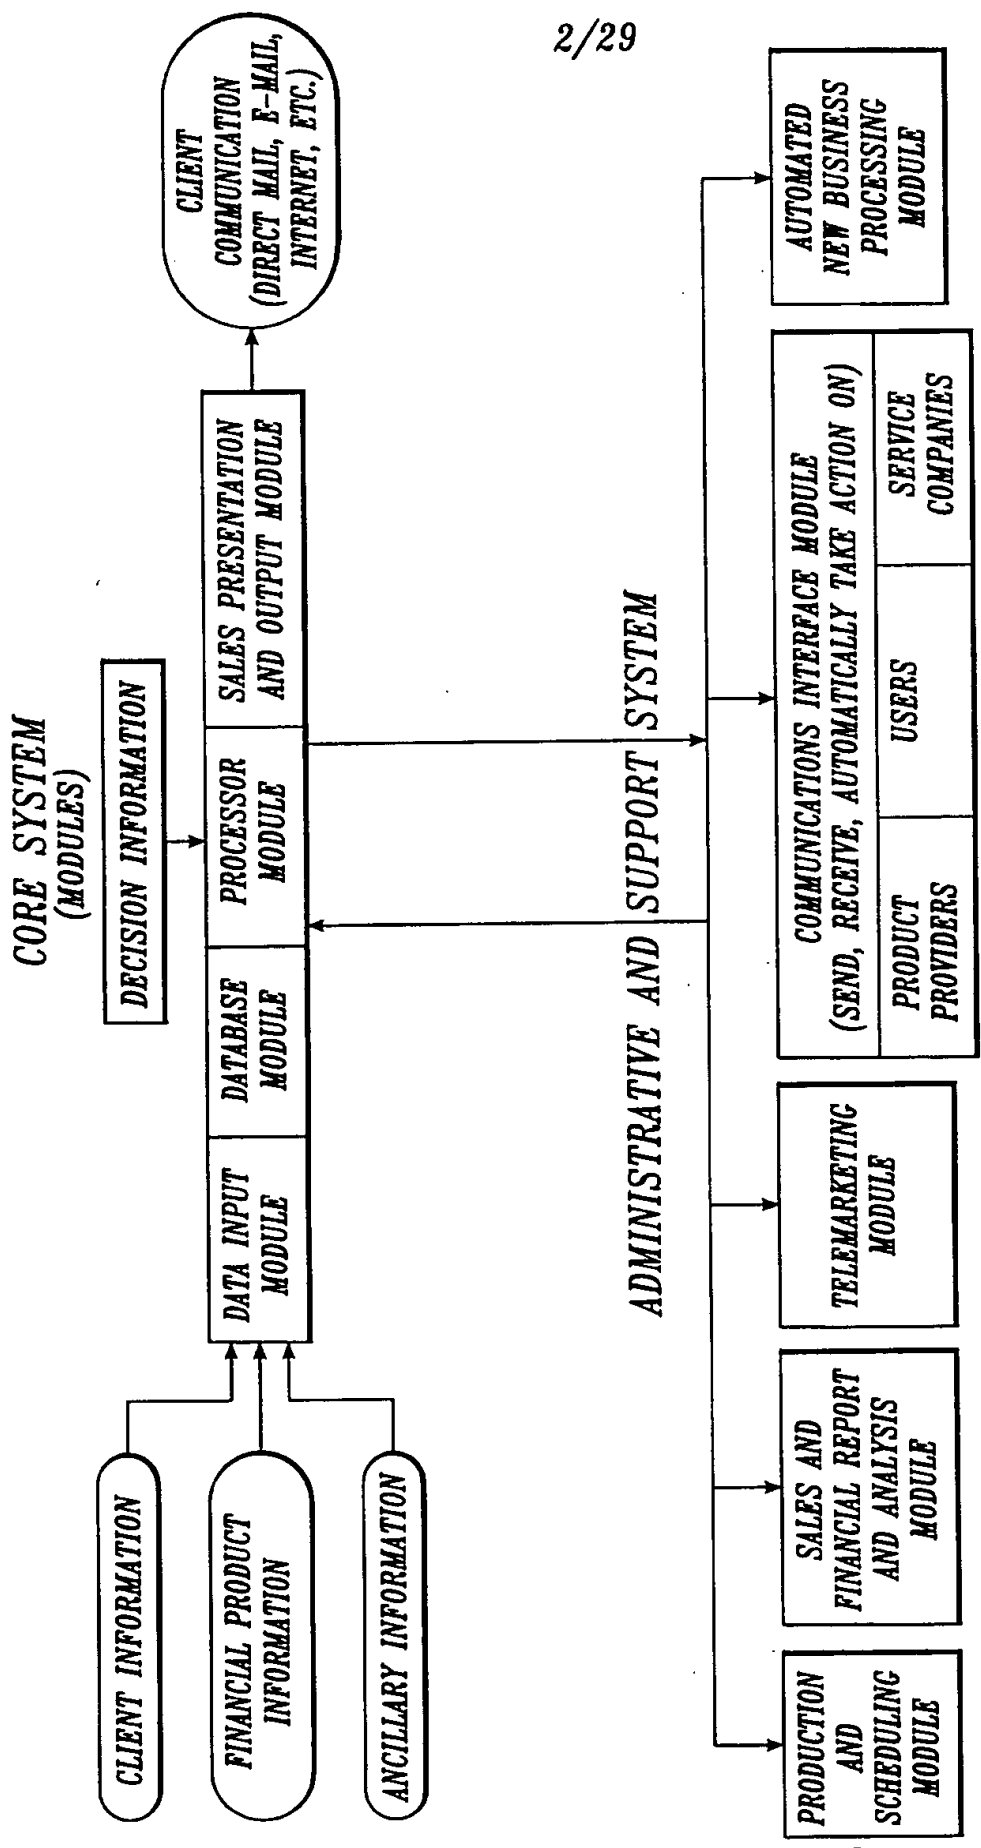 2/29
CORE SYSTEM
(MODULES)
DECISION INFORMATION
CLIENT INFORMATION
FINANCIAL PRODUCT
INFORMATION
ANCILLARY INFORMATION
DATA INPUT
MODULE
DATABASE
MODULE
PROCESSOR
MODULE
SALES PRESENTATION
AND OUTPUT MODULE
CLIENT
COMMUNICATION
(DIRECT MAIL, E-MAIL,
INTERNET, ETC.)
ADMINISTRATIVE AND SUPPORT SYSTEM
PRODUCTION
AND
SCHEDULING
MODULE
SALES AND
FINANCIAL REPORT
AND ANALYSIS
MODULE
TELEMARKETING
MODULE
COMMUNICATIONS INTERFACE MODULE
(SEND, RECEIVE, AUTOMATICALLY TAKE ACTION ON)
PRODUCT
PROVIDERS
USERS
SERVICE
COMPANIES
AUTOMATED
NEW BUSINESS
PROCESSING
MODULE